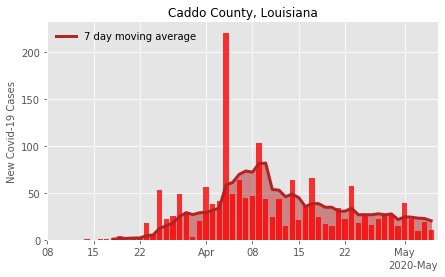 Caddo County, Louisiana
7 day moving average
New Covid-19 Cases
200
150
100
50
0
08
15
22
Apr
08
15
22
May
2020-May